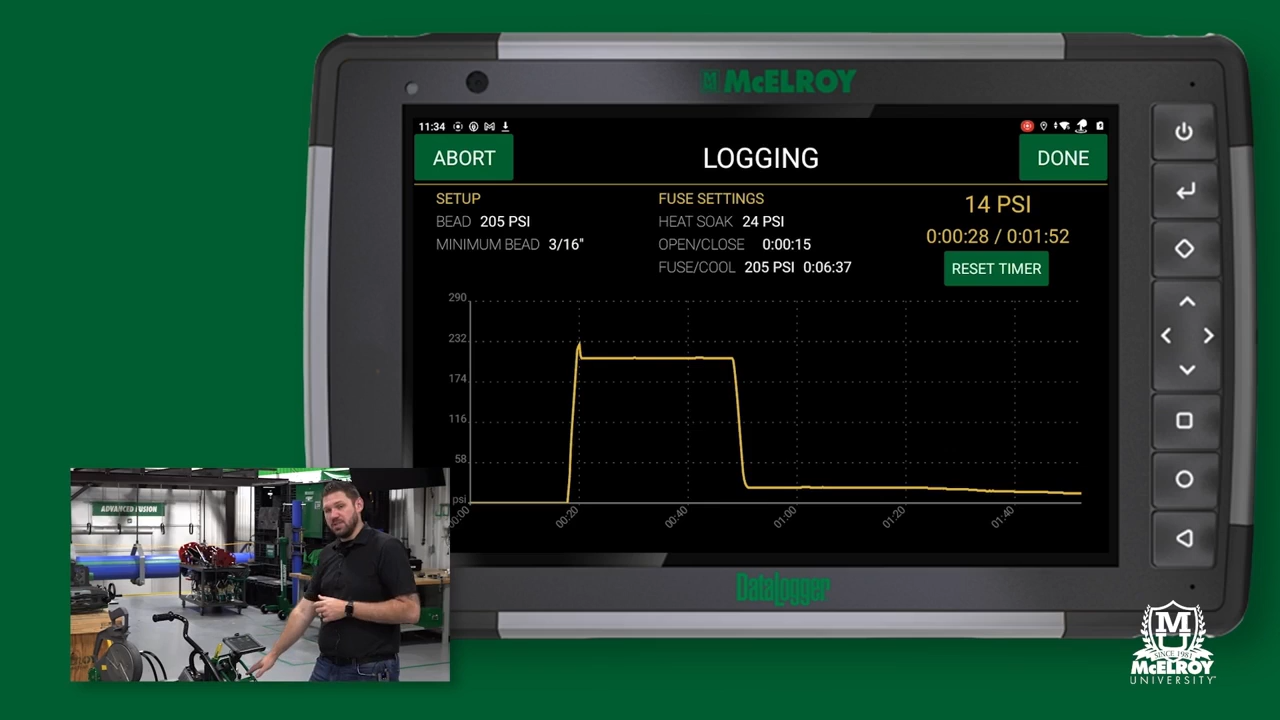 McELROY
11:34
ABORT
LOGGING
DONE
SETUP
BEAD 205 PSI
MINIMUM BEAD 3/16"
FUSE SETTINGS
HEAT SOAK 24 PSI
OPEN/CLOSE 0:00:15
FUSE/COOL 205 PSI 0:06:37
14 PSI
0:00:28 / 0:01:52
RESET TIMER
290
232
174
116
58
psi
00:00
00:20
00:40
01:00
01:20
01:40
DataLogger
ADVANCED FUSION
M
SINCE 1981
McELROY
UNIVERSITY